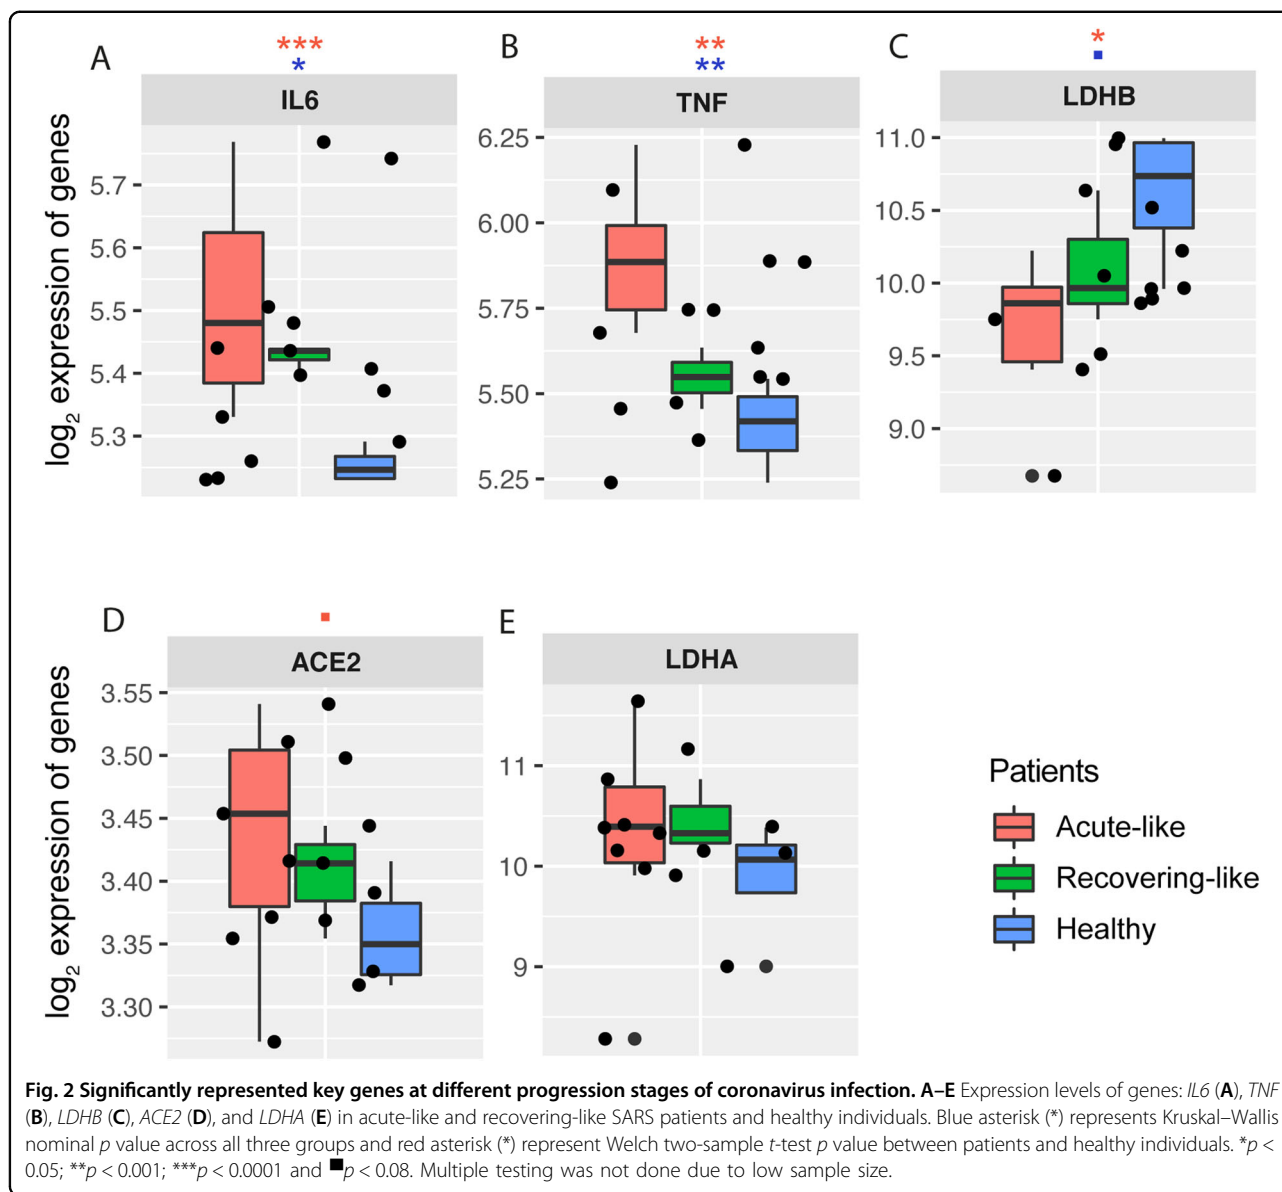 A
***
*
IL6
log2 expression of genes
5.7
5.6
5.5
5.4
5.3
B
**
**
TNF
6.25
6.00
5.75
5.50
5.25
C
*
■
LDHB
11.0
10.5
10.0
9.5
9.0
D
■
ACE2
log2 expression of genes
3.55
3.50
3.45
3.40
3.35
3.30
E
LDHA
11
10
9
Patients
Acute-like
Recovering-like
Healthy
Fig. 2 Significantly represented key genes at different progression stages of coronavirus infection. A–E Expression levels of genes: IL6 (A), TNF
(B), LDHB (C), ACE2 (D), and LDHA (E) in acute-like and recovering-like SARS patients and healthy individuals. Blue asterisk (*) represents Kruskal–Wallis
nominal p value across all three groups and red asterisk (*) represent Welch two-sample t-test p value between patients and healthy individuals. *p <
0.05; **p < 0.001; ***p < 0.0001 and ■p < 0.08. Multiple testing was not done due to low sample size.